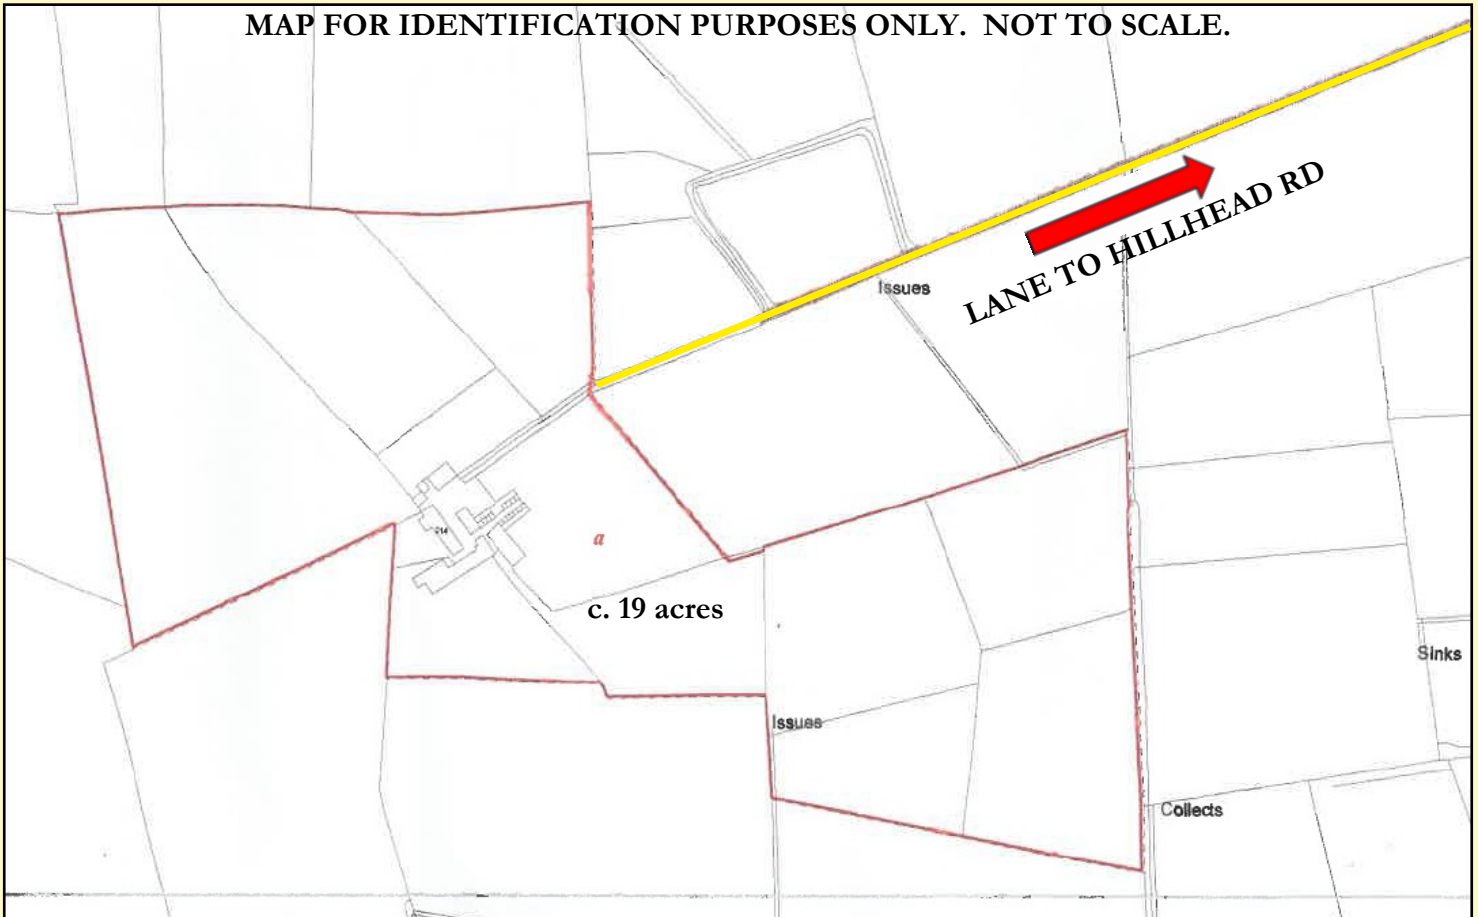 MAP FOR IDENTIFICATION PURPOSES ONLY. NOT TO SCALE.
LANE TO HILLHEAD RD
Issues
a
c. 19 acres
Sinks
Issues
Collects